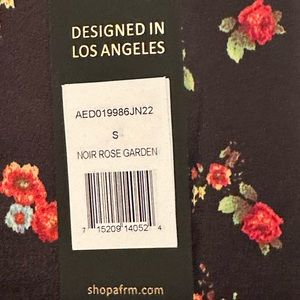 DESIGNED IN
LOS ANGELES
AED019986JN22
S
NOIR ROSE GARDEN
7 15209 14052 4
shopafrm.com